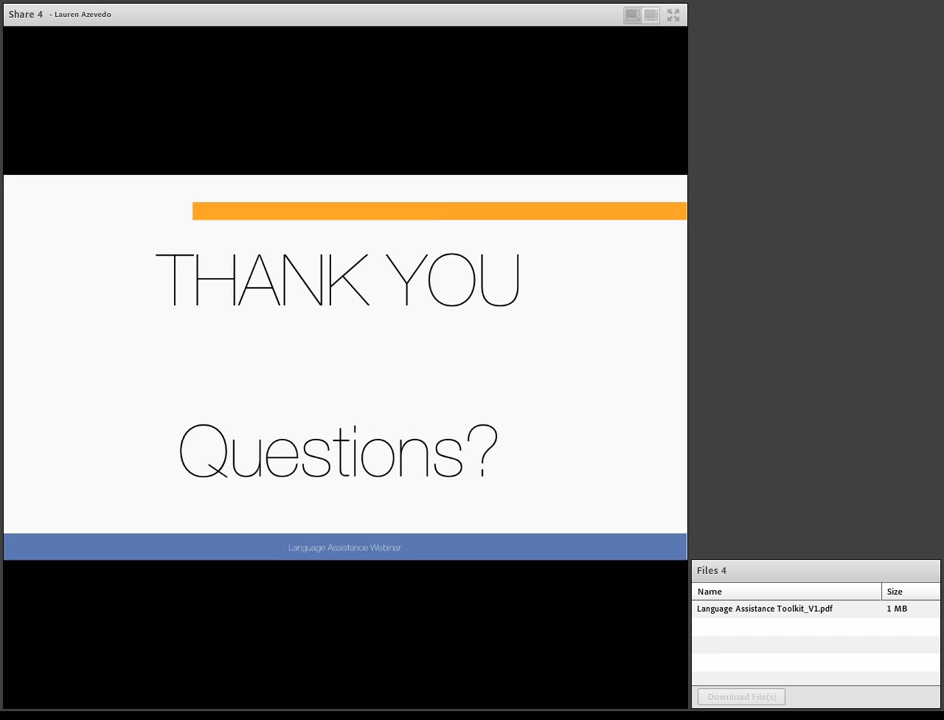 Share 4 - Lauren Azevedo
THANK YOU
Questions?
Language Assistance Webinar
Files 4
Name Size
Language Assistance Toolkit_V1.pdf 1 MB
Download File(s)